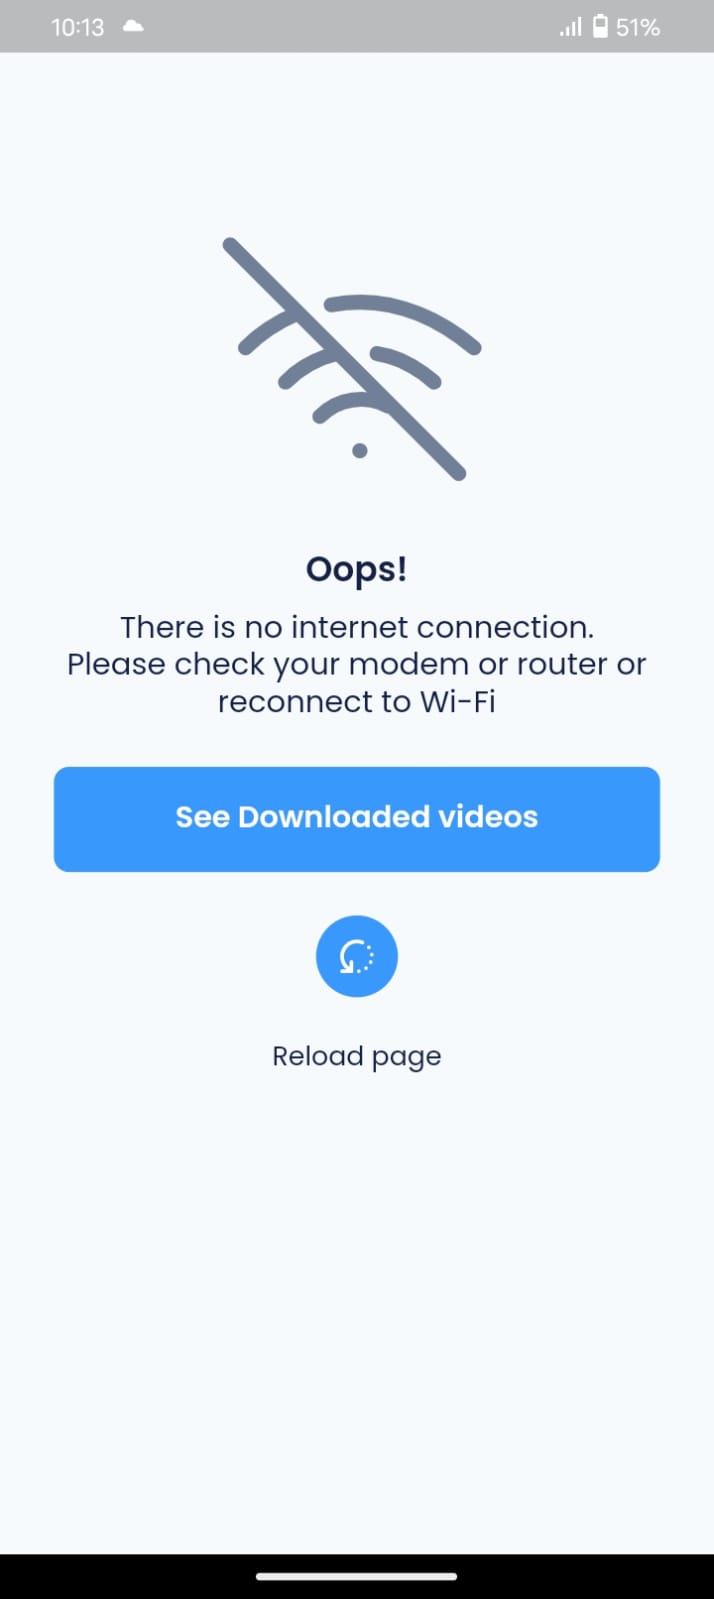 10:13
51%
Oops!
There is no internet connection.
Please check your modem or router or
reconnect to Wi-Fi
See Downloaded videos
Reload page